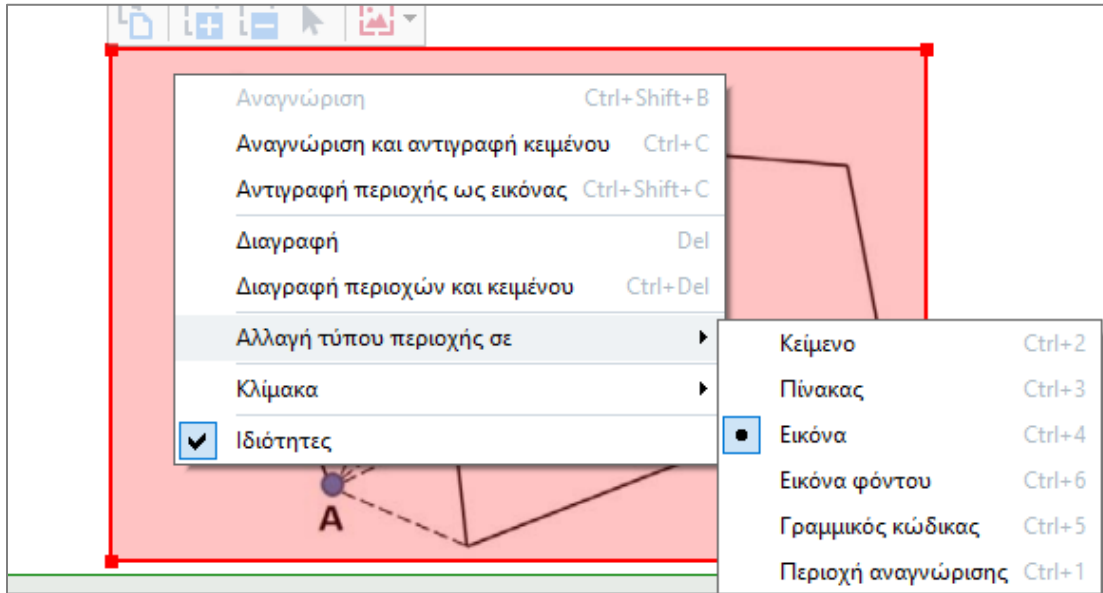 Αναγνώριση Ctrl+Shift+B
Αναγνώριση και αντιγραφή κειμένου Ctrl+C
Αντιγραφή περιοχής ως εικόνας Ctrl+Shift+C
Διαγραφή Del
Διαγραφή περιοχών και κειμένου Ctrl+Del
Αλλαγή τύπου περιοχής σε
Κλίμακα
Ιδιότητες
Κείμενο Ctrl+2
Πίνακας Ctrl+3
Εικόνα Ctrl+4
Εικόνα φόντου Ctrl+6
Γραμμικός κώδικας Ctrl+5
Περιοχή αναγνώρισης Ctrl+1
A